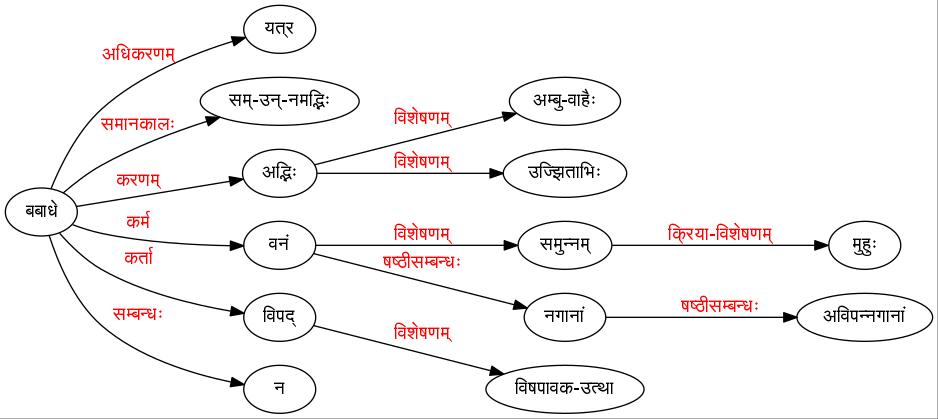 यत्र
अधिकरणम्
सम्-उन्-नमद्भिः
अम्बु-वाहैः
समानकालः
विशेषणम्
विशेषणम्
अद्भिः
उज्झिताभिः
करणम्
बबाधे
कर्म
विशेषणम्
क्रिया-विशेषणम्
वनं
समुन्नम्
मुहुः
कर्ता
षष्ठीसम्बन्धः
षष्ठीसम्बन्धः
सम्बन्धः
विपद्
नगानां
अविपन्नगानां
विशेषणम्
न
विषपावक-उत्था